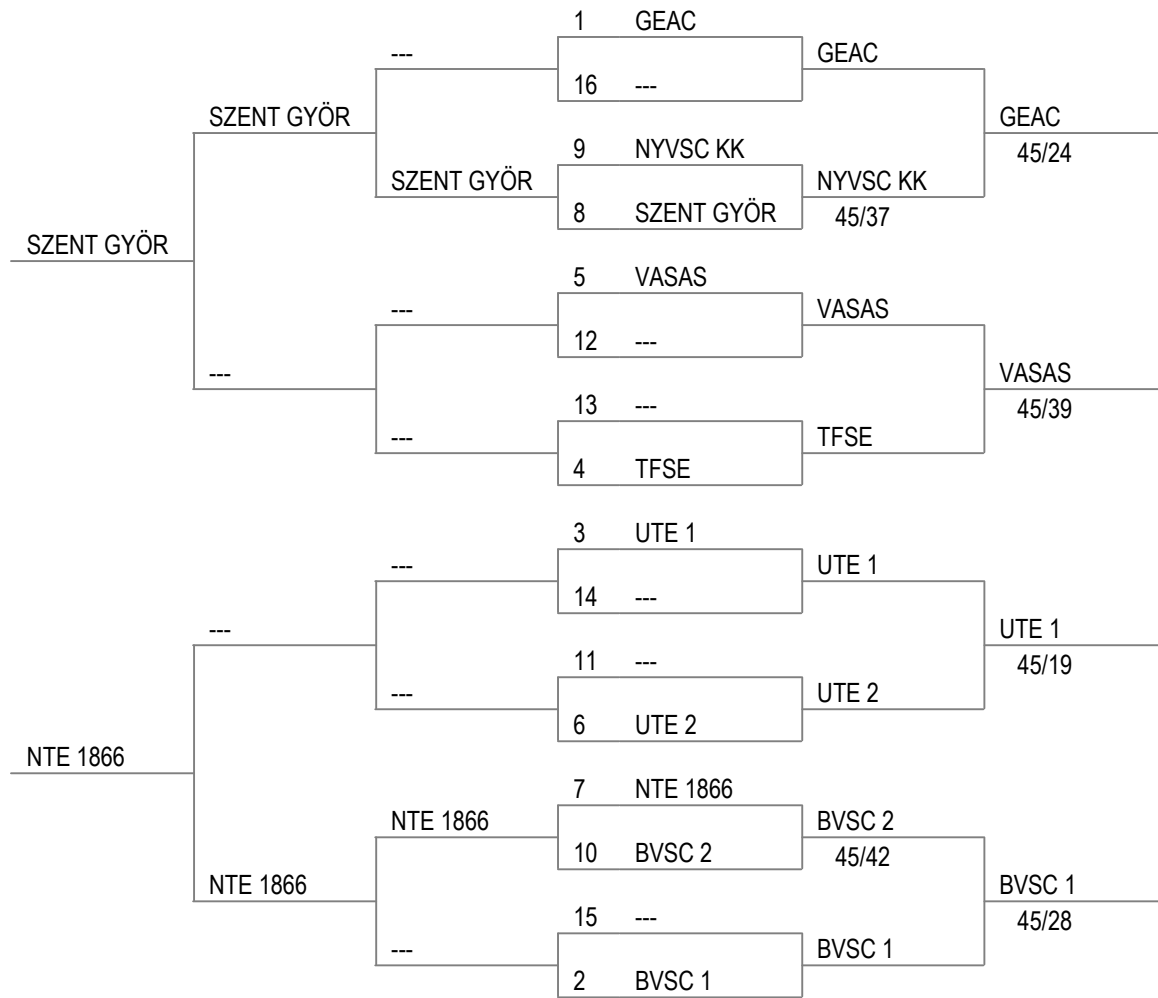 1 GEAC
--- GEAC
16 ---
SZENT GYÖR GEAC
9 NYVSC KK 45/24
SZENT GYÖR NYVSC KK
8 SZENT GYÖR 45/37
SZENT GYÖR
5 VASAS
--- VASAS
12 ---
--- VASAS
13 --- 45/39
--- TFSE
4 TFSE
3 UTE 1
--- UTE 1
14 ---
--- UTE 1
11 --- 45/19
--- UTE 2
6 UTE 2
NTE 1866
7 NTE 1866
NTE 1866 BVSC 2
10 BVSC 2 45/42
NTE 1866 BVSC 1
15 --- 45/28
--- BVSC 1
2 BVSC 1